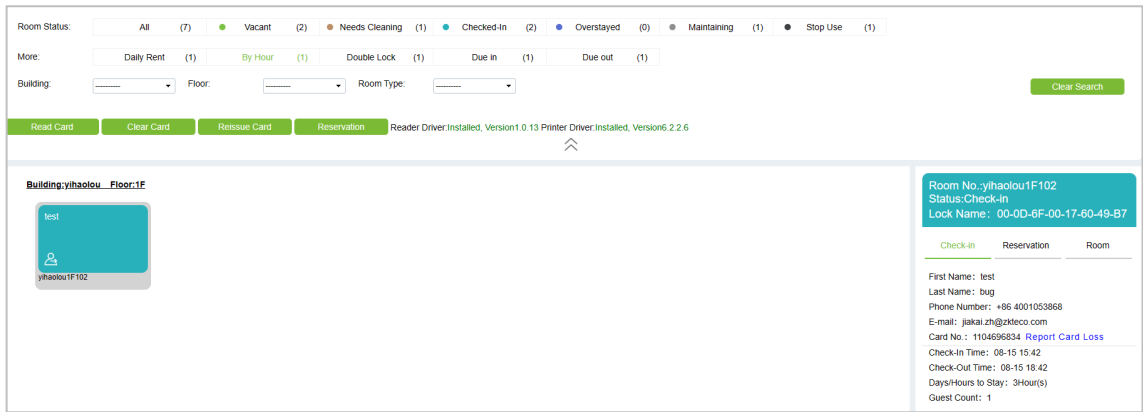 Room Status: All (7) Vacant (2) Needs Cleaning (1) Checked-In (2) Overstayed (0) Maintaining (1) Stop Use (1)
More: Daily Rent (1) By Hour (1) Double Lock (1) Due in (1) Due out (1)
Building: --------- Floor: --------- Room Type: ---------
Clear Search
Read Card Clear Card Reissue Card Reservation Reader Driver:Installed, Version1.0.13 Printer Driver:Installed, Version6.2.2.6
Building:yihaolou Floor:1F
test
yihaolou1F102
Room No.:yihaolou1F102
Status:Check-in
Lock Name: 00-0D-6F-00-17-60-49-B7
Check-in Reservation Room
First Name: test
Last Name: bug
Phone Number: +86 4001053868
E-mail: jiakai.zh@zkteco.com
Card No.: 1104696834 Report Card Loss
Check-In Time: 08-15 15:42
Check-Out Time: 08-15 18:42
Days/Hours to Stay: 3Hour(s)
Guest Count: 1